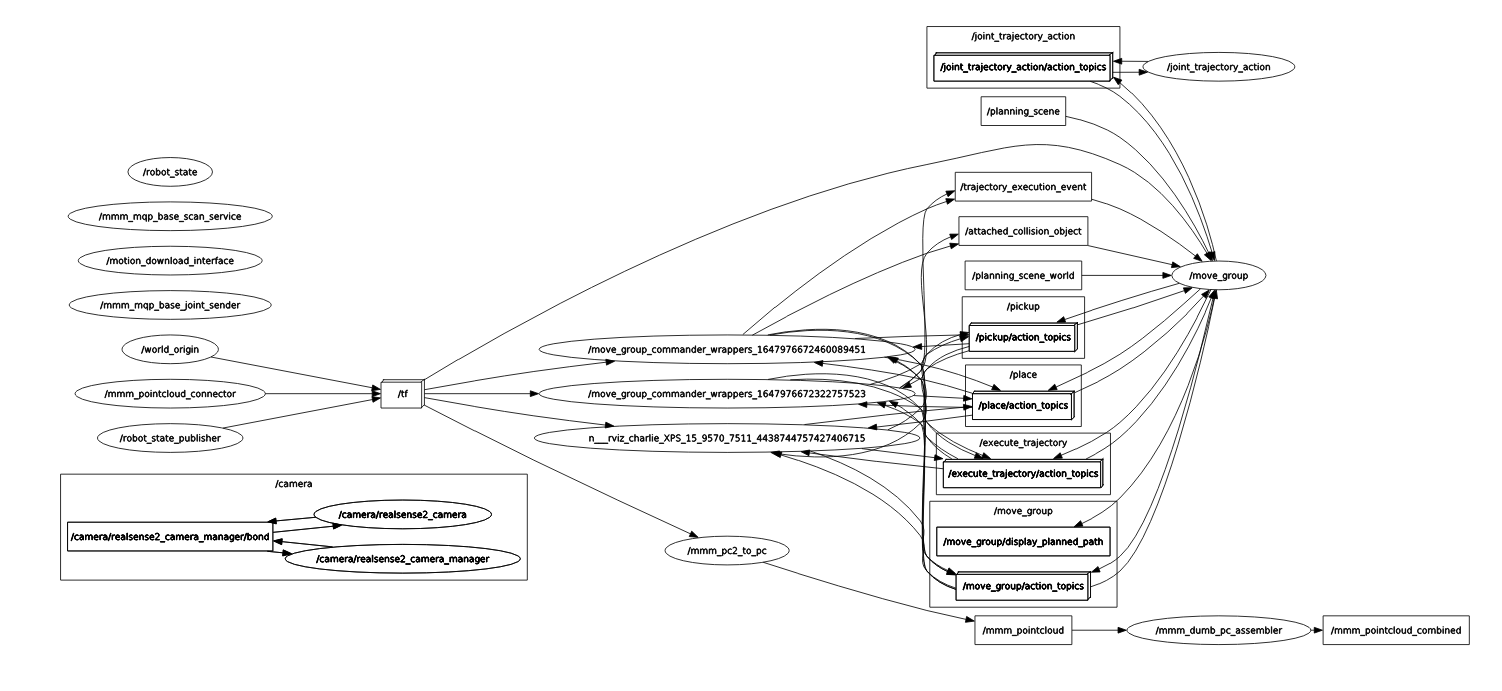 /joint_trajectory_action
/joint_trajectory_action/action_topics
/joint_trajectory_action
/planning_scene
/robot_state
/trajectory_execution_event
/mmm_mqp_base_scan_service
/attached_collision_object
/motion_download_interface
/planning_scene_world
/move_group
/mmm_mqp_base_joint_sender
/pickup
/pickup/action_topics
/world_origin
/move_group_commander_wrappers_1647976672460089451
/place
/mmm_pointcloud_connector
/tf
/move_group_commander_wrappers_1647976672322757523
/place/action_topics
/robot_state_publisher
n__rviz_charlie_XPS_15_9570_7511_4438744757427406715
/execute_trajectory
/execute_trajectory/action_topics
/camera
/camera/realsense2_camera
/camera/realsense2_camera_manager/bond
/camera/realsense2_camera_manager
/move_group
/move_group/display_planned_path
/mmm_pc2_to_pc
/move_group/action_topics
/mmm_pointcloud
/mmm_dumb_pc_assembler
/mmm_pointcloud_combined